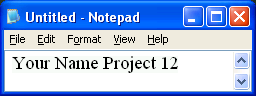 Untitled - Notepad
File Edit Format View Help
Your Name Project 12